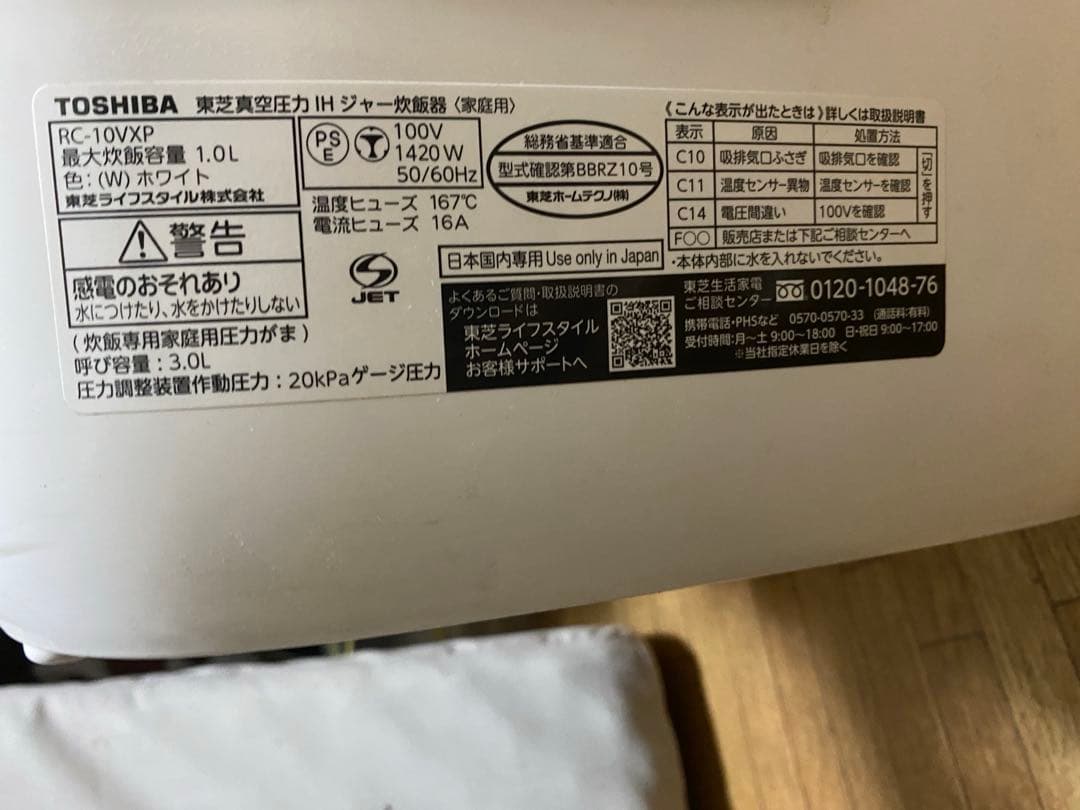 TOSHIBA 東芝真空圧力IHジャー炊飯器〈家庭用〉
RC-10VXP
最大炊飯容量 1.0L
色:(W)ホワイト
東芝ライフスタイル株式会社
PS
E
100V
1420W
50/60Hz
温度ヒューズ 167℃
電流ヒューズ 16A
総務省基準適合
型式確認第BBRZ10号
東芝ホームテクノ(株)
警告
感電のおそれあり
水につけたり、水をかけたりしない
(炊飯専用家庭用圧力がま)
呼び容量:3.0L
圧力調整装置作動圧力:20kPaゲージ圧力
JET
日本国内専用 Use only in Japan
《こんな表示が出たときは》詳しくは取扱説明書
表示 原因 処置方法
C10 吸排気口ふさぎ 吸排気口を確認
C11 温度センサー異物 温度センサーを確認
C14 電圧間違い 100Vを確認
「切」を押す
F○○ 販売店または下記ご相談センターへ
・本体内部に水を入れないでください。
よくあるご質問・取扱説明書の
ダウンロードは
東芝ライフスタイル
ホームページ
お客様サポートへ
東芝生活家電
ご相談センター 0120-1048-76
携帯電話・PHSなど 0570-0570-33 (通話料:有料)
受付時間:月〜土 9:00〜18:00 日・祝日 9:00〜17:00
※当社指定休業日を除く